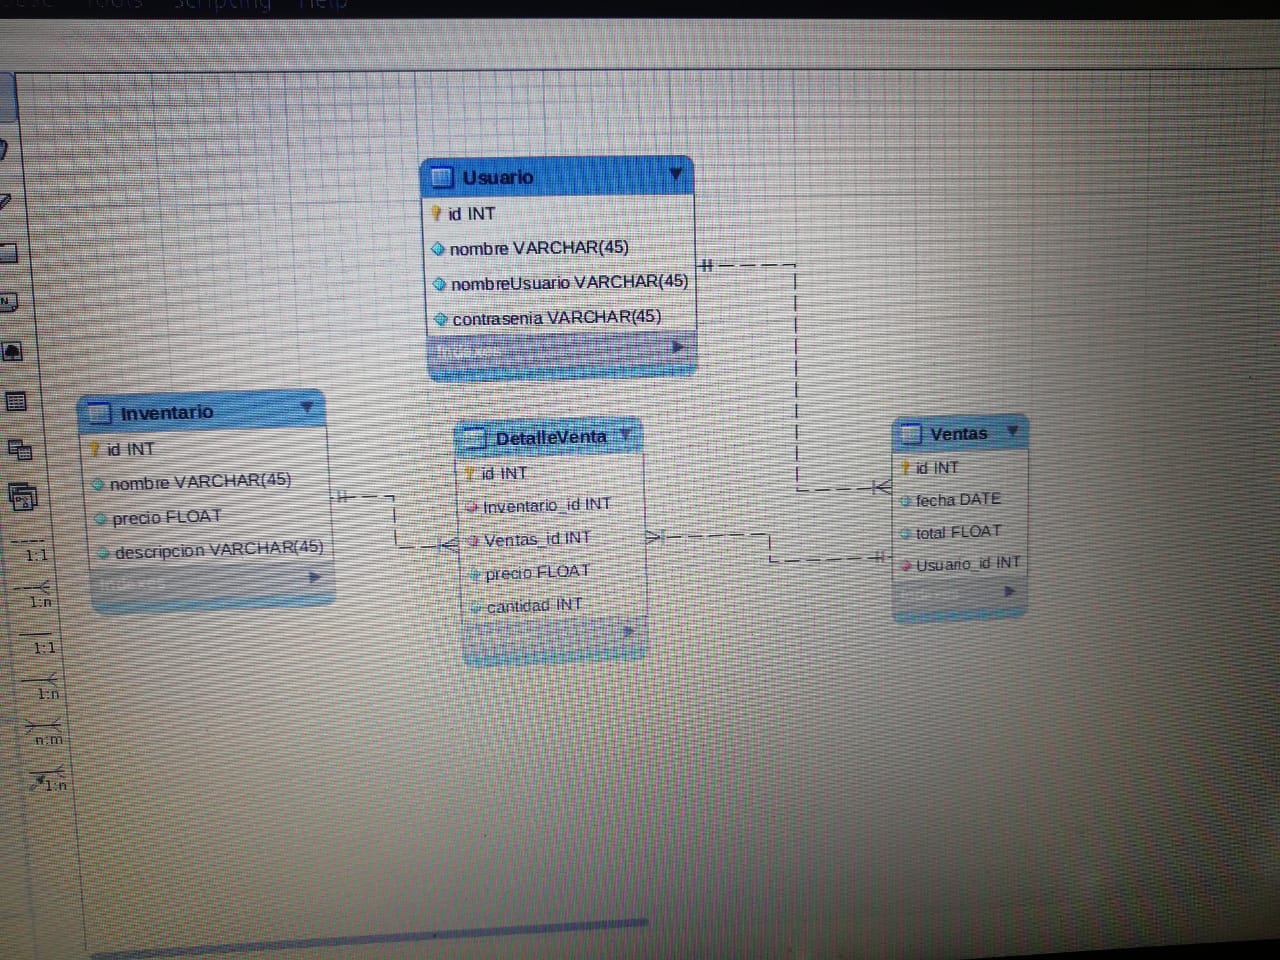 Tools Scripting Help
Usuario
id INT
nombre VARCHAR(45)
nombreUsuario VARCHAR(45)
contrasenia VARCHAR(45)
Indexes
Inventario
id INT
nombre VARCHAR(45)
precio FLOAT
descripcion VARCHAR(45)
Indexes
DetalleVenta
id INT
Inventario_id INT
Ventas_id INT
precio FLOAT
cantidad INT
Ventas
id INT
fecha DATE
total FLOAT
Usuario_id INT
1:1
1:n
1:1
1:n
n:m
1:n